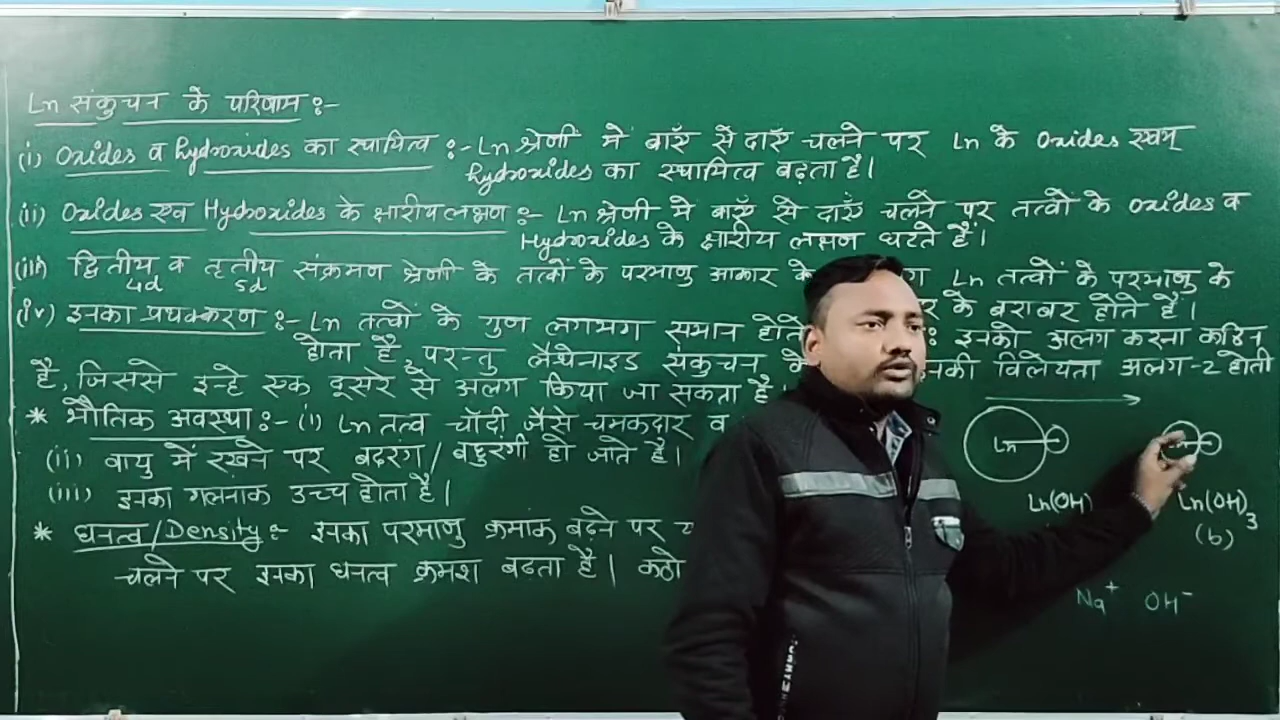 Ln संकुचन के परिणाम :-
(i) Oxides व hydroxides का स्थायित्व :- Ln श्रेणी में बाएँ से दाएँ चलने पर Ln के Oxides एवम्
hydroxides का स्थायित्व बढ़ता है।
(ii) Oxides एवं Hydroxides के क्षारीय लक्षण :- Ln श्रेणी में बाएँ से दाएँ चलने पर तत्वों के Oxides व
Hydroxides के क्षारीय लक्षण घटते हैं।
(iii) द्वितीय व तृतीय संक्रमण श्रेणी के तत्वों के परमाणु आकार के Ln तत्वों के परमाणु के
4d 5d
के बराबर होते हैं।
(iv) इनका प्रथक्करण :- Ln तत्वों के गुण लगभग समान होते इनको अलग करना कठिन
होता है, परन्तु लैंथेनाइड संकुचन के विलेयता अलग-2 होती
है, जिससे इन्हे एक दूसरे से अलग किया जा सकता है।
* भौतिक अवस्था :- (i) Ln तत्व चाँदी जैसे चमकदार व
(ii) वायु में रखने पर बदरंग/बहुरंगी हो जाते हैं।
(iii) इनका गलनांक उच्च होता है।
* घनत्व/Density :- इनका परमाणु क्रमांक बढ़ने पर
चलने पर इनका घनत्व क्रमश बढ़ता है। कठो
Ln
Ln(OH) Ln(OH)3
(b)
Na+ OH-